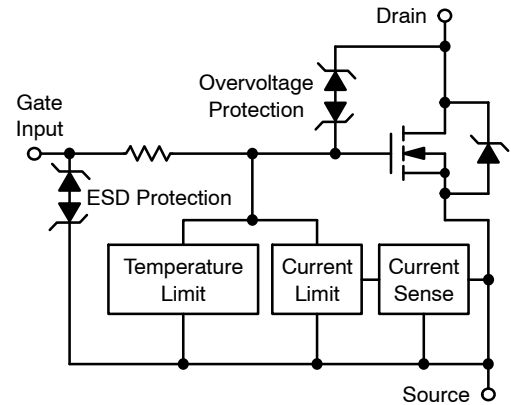 Drain
Overvoltage
Protection
Gate
Input
ESD Protection
Temperature
Limit
Current
Limit
Current
Sense
Source